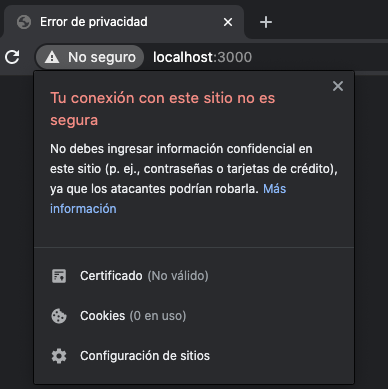 Error de privacidad
No seguro localhost:3000
Tu conexión con este sitio no es
segura
No debes ingresar información confidencial en
este sitio (p. ej., contraseñas o tarjetas de crédito),
ya que los atacantes podrían robarla. Más
información
Certificado (No válido)
Cookies (0 en uso)
Configuración de sitios